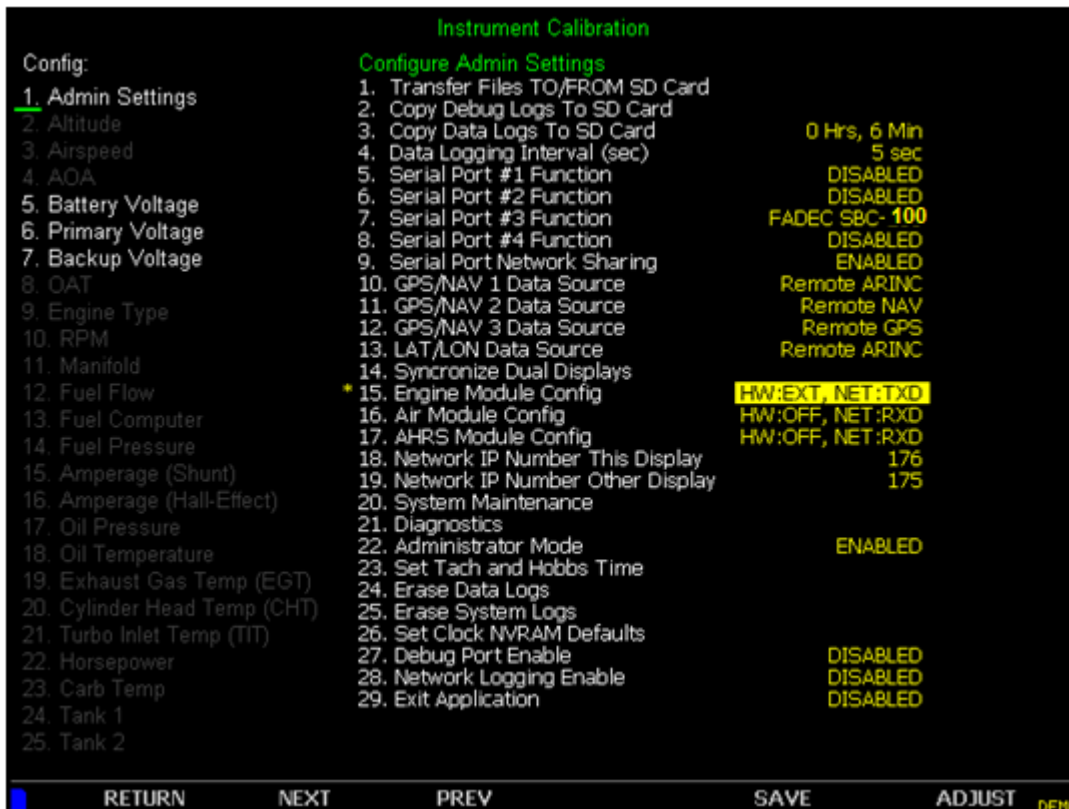 Instrument Calibration
Config:
1. Admin Settings
2. Altitude
3. Airspeed
4. AOA
5. Battery Voltage
6. Primary Voltage
7. Backup Voltage
8. OAT
9. Engine Type
10. RPM
11. Manifold
12. Fuel Flow
13. Fuel Computer
14. Fuel Pressure
15. Amperage (Shunt)
16. Amperage (Hall-Effect)
17. Oil Pressure
18. Oil Temperature
19. Exhaust Gas Temp (EGT)
20. Cylinder Head Temp (CHT)
21. Turbo Inlet Temp (TIT)
22. Horsepower
23. Carb Temp
24. Tank 1
25. Tank 2
Configure Admin Settings
1. Transfer Files TO/FROM SD Card
2. Copy Debug Logs To SD Card
3. Copy Data Logs To SD Card 0 Hrs, 6 Min
4. Data Logging Interval (sec) 5 sec
5. Serial Port #1 Function DISABLED
6. Serial Port #2 Function DISABLED
7. Serial Port #3 Function FADEC SBC-100
8. Serial Port #4 Function DISABLED
9. Serial Port Network Sharing ENABLED
10. GPS/NAV 1 Data Source Remote ARINC
11. GPS/NAV 2 Data Source Remote NAV
12. GPS/NAV 3 Data Source Remote GPS
13. LAT/LON Data Source Remote ARINC
14. Syncronize Dual Displays
* 15. Engine Module Config HW:EXT, NET:TXD
16. Air Module Config HW:OFF, NET:RXD
17. AHRS Module Config HW:OFF, NET:RXD
18. Network IP Number This Display 176
19. Network IP Number Other Display 175
20. System Maintenance
21. Diagnostics
22. Administrator Mode ENABLED
23. Set Tach and Hobbs Time
24. Erase Data Logs
25. Erase System Logs
26. Set Clock NVRAM Defaults
27. Debug Port Enable DISABLED
28. Network Logging Enable DISABLED
29. Exit Application DISABLED
RETURN NEXT PREV SAVE ADJUST